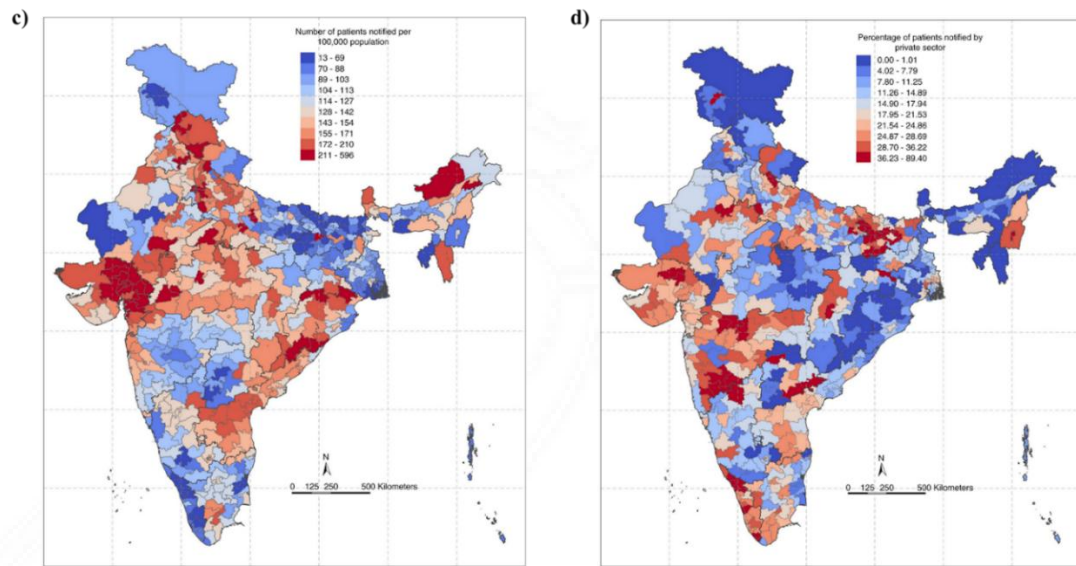 c)
Number of patients notified per
100,000 population
13 - 69
70 - 88
89 - 103
104 - 113
114 - 127
128 - 142
143 - 154
155 - 171
172 - 210
211 - 596
N
0 125 250 500 Kilometers
d)
Percentage of patients notified by
private sector
0.00 - 1.01
4.02 - 7.79
7.80 - 11.25
11.26 - 14.89
14.90 - 17.94
17.95 - 21.53
21.54 - 24.86
24.87 - 28.69
28.70 - 36.22
36.23 - 89.40
N
0 125 250 500 Kilometers